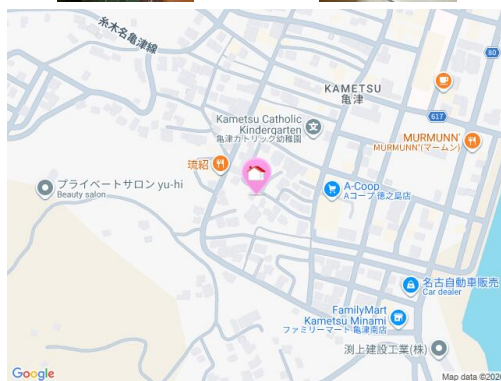 糸木名亀津線
80
KAMETSU
亀津
617
Kametsu Catholic
Kindergarten
亀津カトリック幼稚園
MURMUNN'
MURMUNN'(マームン)
琉紹
プライベートサロン yu-hi
Beauty salon
A-Coop
Aコープ 徳之島店
名古自動車販売
Car dealer
FamilyMart
Kametsu Minami
ファミリーマート 亀津南店
渕上建設工業(株)
Google
Map data ©202